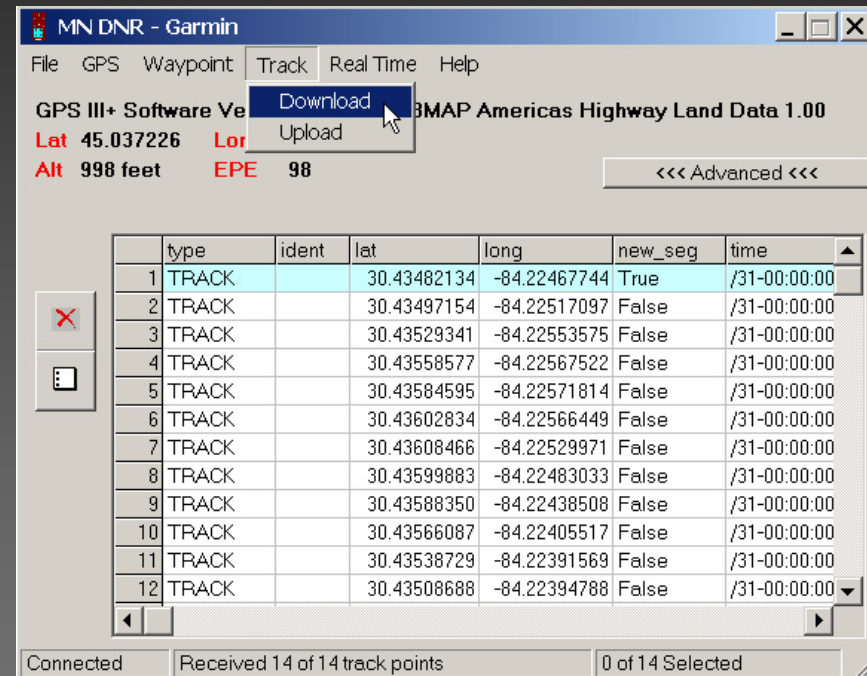 MN DNR - Garmin
File GPS Waypoint Track Real Time Help
Download
Upload
GPS III+ Software Americas Highway Land Data 1.00
Lat 45.037226
Alt 998 feet EPE 98
<<< Advanced <<<
type ident lat long new_seg time
1 TRACK 30.43482134 -84.22467744 True /31-00:00:00
2 TRACK 30.43497154 -84.22517097 False /31-00:00:00
3 TRACK 30.43529341 -84.22553575 False /31-00:00:00
4 TRACK 30.43558577 -84.22567522 False /31-00:00:00
5 TRACK 30.43584595 -84.22571814 False /31-00:00:00
6 TRACK 30.43602834 -84.22566449 False /31-00:00:00
7 TRACK 30.43608466 -84.22529971 False /31-00:00:00
8 TRACK 30.43599883 -84.22483033 False /31-00:00:00
9 TRACK 30.43588350 -84.22438508 False /31-00:00:00
10 TRACK 30.43566087 -84.22405517 False /31-00:00:00
11 TRACK 30.43538729 -84.22391569 False /31-00:00:00
12 TRACK 30.43508688 -84.22394788 False /31-00:00:00
Connected Received 14 of 14 track points 0 of 14 Selected